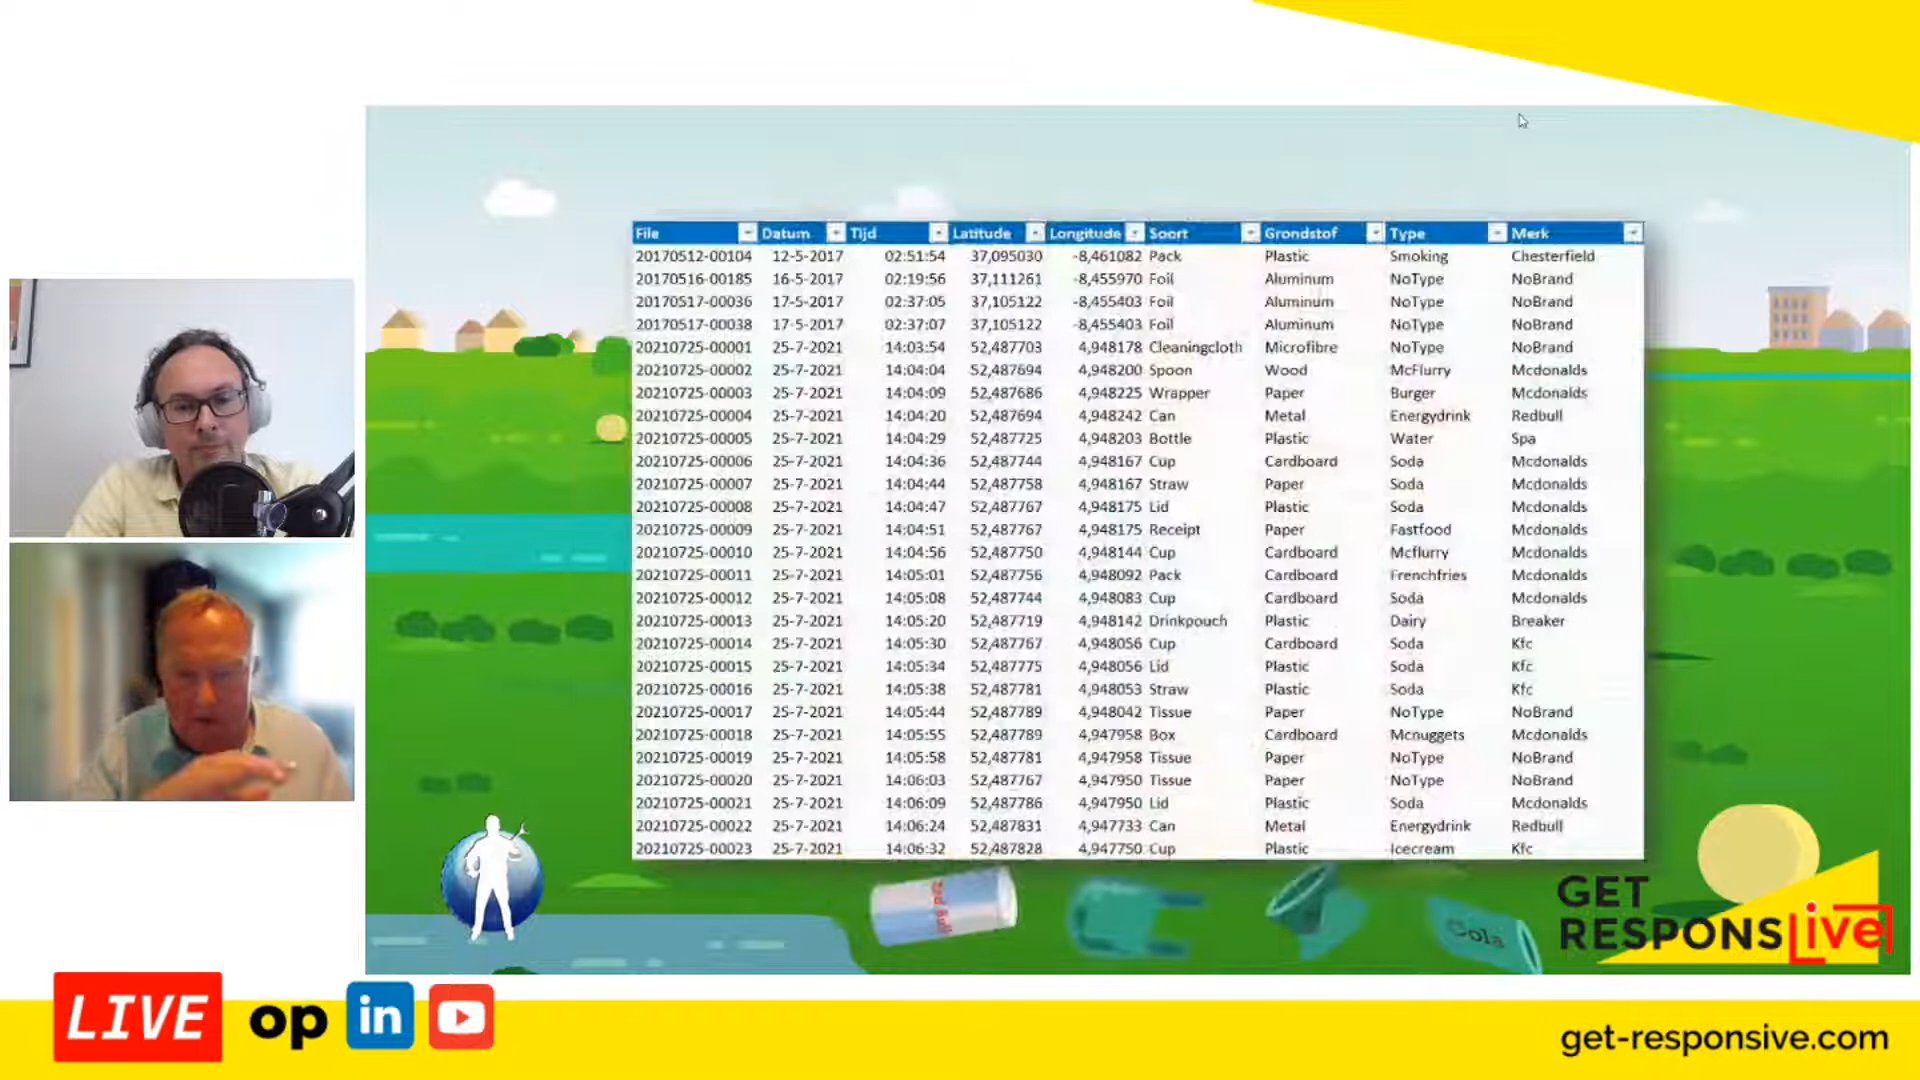 File Datum Tijd Latitude Longitude Soort Grondstof Type Merk
20170512-00104 12-5-2017 02:51:54 37,095030 -8,461082 Pack Plastic Smoking Chesterfield
20170516-00185 16-5-2017 02:19:56 37,111261 -8,455970 Foil Aluminum NoType NoBrand
20170517-00036 17-5-2017 02:37:05 37,105122 -8,455403 Foil Aluminum NoType NoBrand
20170517-00038 17-5-2017 02:37:07 37,105122 -8,455403 Foil Aluminum NoType NoBrand
20210725-00001 25-7-2021 14:03:54 52,487703 4,948178 Cleaningcloth Microfibre NoType NoBrand
20210725-00002 25-7-2021 14:04:04 52,487694 4,948200 Spoon Wood McFlurry Mcdonalds
20210725-00003 25-7-2021 14:04:09 52,487686 4,948225 Wrapper Paper Burger Mcdonalds
20210725-00004 25-7-2021 14:04:20 52,487694 4,948242 Can Metal Energydrink Redbull
20210725-00005 25-7-2021 14:04:29 52,487725 4,948203 Bottle Plastic Water Spa
20210725-00006 25-7-2021 14:04:36 52,487744 4,948167 Cup Cardboard Soda Mcdonalds
20210725-00007 25-7-2021 14:04:44 52,487758 4,948167 Straw Paper Soda Mcdonalds
20210725-00008 25-7-2021 14:04:47 52,487767 4,948175 Lid Plastic Soda Mcdonalds
20210725-00009 25-7-2021 14:04:51 52,487767 4,948175 Receipt Paper Fastfood Mcdonalds
20210725-00010 25-7-2021 14:04:56 52,487750 4,948144 Cup Cardboard Mcflurry Mcdonalds
20210725-00011 25-7-2021 14:05:01 52,487756 4,948092 Pack Cardboard Frenchfries Mcdonalds
20210725-00012 25-7-2021 14:05:08 52,487744 4,948083 Cup Cardboard Soda Mcdonalds
20210725-00013 25-7-2021 14:05:20 52,487719 4,948142 Drinkpouch Plastic Dairy Breaker
20210725-00014 25-7-2021 14:05:30 52,487767 4,948056 Cup Cardboard Soda Kfc
20210725-00015 25-7-2021 14:05:34 52,487775 4,948056 Lid Plastic Soda Kfc
20210725-00016 25-7-2021 14:05:38 52,487781 4,948053 Straw Plastic Soda Kfc
20210725-00017 25-7-2021 14:05:44 52,487789 4,948042 Tissue Paper NoType NoBrand
20210725-00018 25-7-2021 14:05:55 52,487789 4,947958 Box Cardboard Mcnuggets Mcdonalds
20210725-00019 25-7-2021 14:05:58 52,487781 4,947958 Tissue Paper NoType NoBrand
20210725-00020 25-7-2021 14:06:03 52,487767 4,947950 Tissue Paper NoType NoBrand
20210725-00021 25-7-2021 14:06:09 52,487786 4,947950 Lid Plastic Soda Mcdonalds
20210725-00022 25-7-2021 14:06:24 52,487831 4,947733 Can Metal Energydrink Redbull
20210725-00023 25-7-2021 14:06:32 52,487828 4,947750 Cup Plastic Icecream Kfc
Red Bull
Cola
GET
RESPONSLive
LIVE op in
get-responsive.com